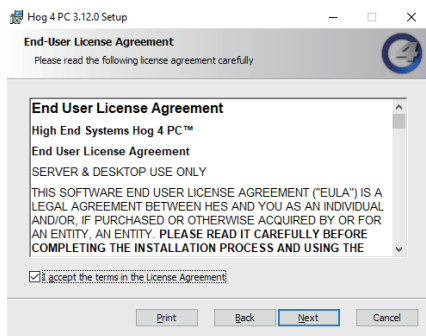 Hog 4 PC 3.12.0 Setup
End-User License Agreement
Please read the following license agreement carefully
4
End User License Agreement
High End Systems Hog 4 PC™
End User License Agreement
SERVER & DESKTOP USE ONLY
THIS SOFTWARE END USER LICENSE AGREEMENT ("EULA") IS A
LEGAL AGREEMENT BETWEEN HES AND YOU AS AN INDIVIDUAL
AND/OR, IF PURCHASED OR OTHERWISE ACQUIRED BY OR FOR
AN ENTITY, AN ENTITY. PLEASE READ IT CAREFULLY BEFORE
COMPLETING THE INSTALLATION PROCESS AND USING THE
I accept the terms in the License Agreement
Print Back Next Cancel